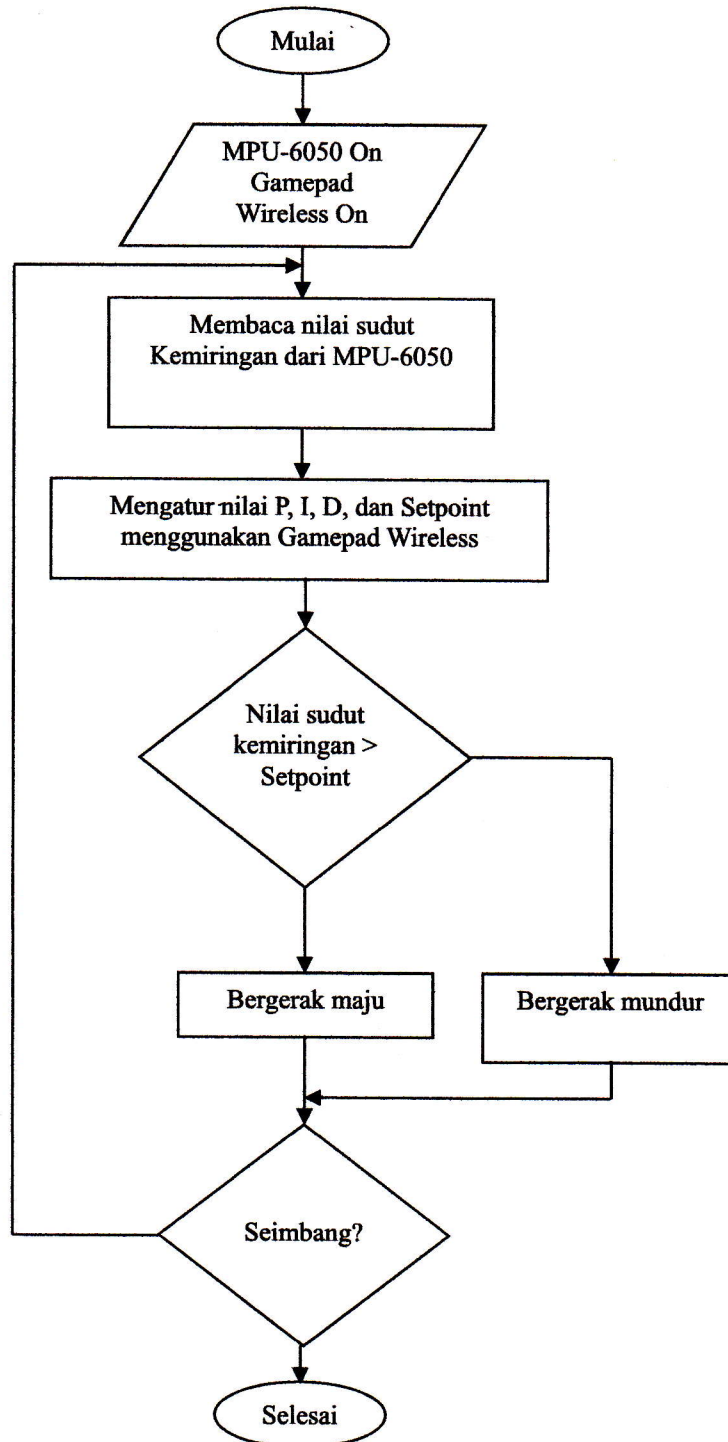 Mulai
MPU-6050 On
Gamepad
Wireless On
Membaca nilai sudut
Kemiringan dari MPU-6050
Mengatur nilai P, I, D, dan Setpoint
menggunakan Gamepad Wireless
Nilai sudut
kemiringan >
Setpoint
Bergerak maju
Bergerak mundur
Seimbang?
Selesai